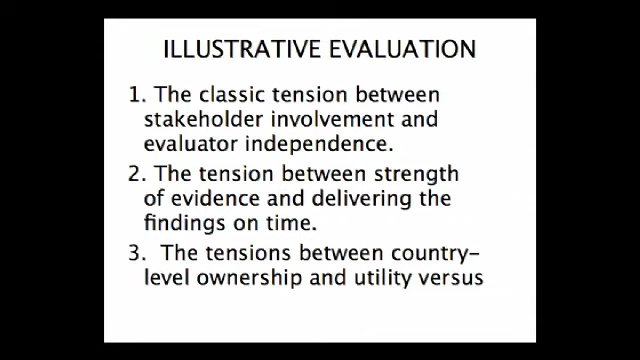 ILLUSTRATIVE EVALUATION
1. The classic tension between
stakeholder involvement and
evaluator independence.
2. The tension between strength
of evidence and delivering the
findings on time.
3.  The tensions between country-
level ownership and utility versus